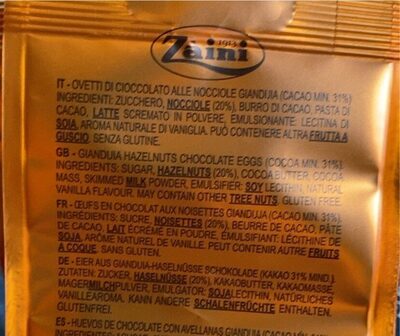 1913
Zaini
IT - OVETTI DI CIOCCOLATO ALLE NOCCIOLE GIANDUIA (CACAO MIN. 31%)
INGREDIENTI: ZUCCHERO, NOCCIOLE (20%), BURRO DI CACAO, PASTA DI
CACAO, LATTE SCREMATO IN POLVERE, EMULSIONANTE: LECITINA DI
SOIA, AROMA NATURALE DI VANIGLIA. PUÒ CONTENERE ALTRA FRUTTA A
GUSCIO. SENZA GLUTINE.
GB - GIANDUIA HAZELNUTS CHOCOLATE EGGS (COCOA MIN. 31%)
INGREDIENTS: SUGAR, HAZELNUTS (20%), COCOA BUTTER, COCOA
MASS, SKIMMED MILK POWDER, EMULSIFIER: SOY LECITHIN, NATURAL
VANILLA FLAVOUR. MAY CONTAIN OTHER TREE NUTS. GLUTEN FREE.
FR - ŒUFS EN CHOCOLAT AUX NOISETTES GIANDUJA (CACAO MIN. 31%)
INGRÉDIENTS: SUCRE, NOISETTES (20%), BEURRE DE CACAO, PÂTE
DE CACAO, LAIT ÉCRÉMÉ EN POUDRE, ÉMULSIFIANT: LÉCITHINE DE
SOJA, ARÔME NATUREL DE VANILLE. PEUT CONTENIR AUTRE FRUITS
À COQUE. SANS GLUTEN.
DE - EIER AUS GIANDUIA-HASELNÜSSE SCHOKOLADE (KAKAO 31% MIND.)
ZUTATEN: ZUCKER, HASELNÜSSE (20%), KAKAOBUTTER, KAKAOMASSE,
MAGERMILCHPULVER, EMULGATOR: SOJALECITHIN, NATÜRLICHES
VANILLEAROMA. KANN ANDERE SCHALENFRÜCHTE ENTHALTEN.
GLUTENFREI.
ES - HUEVOS DE CHOCOLATE CON AVELLANAS GIANDUJA (CACAO MÍN. 31%)